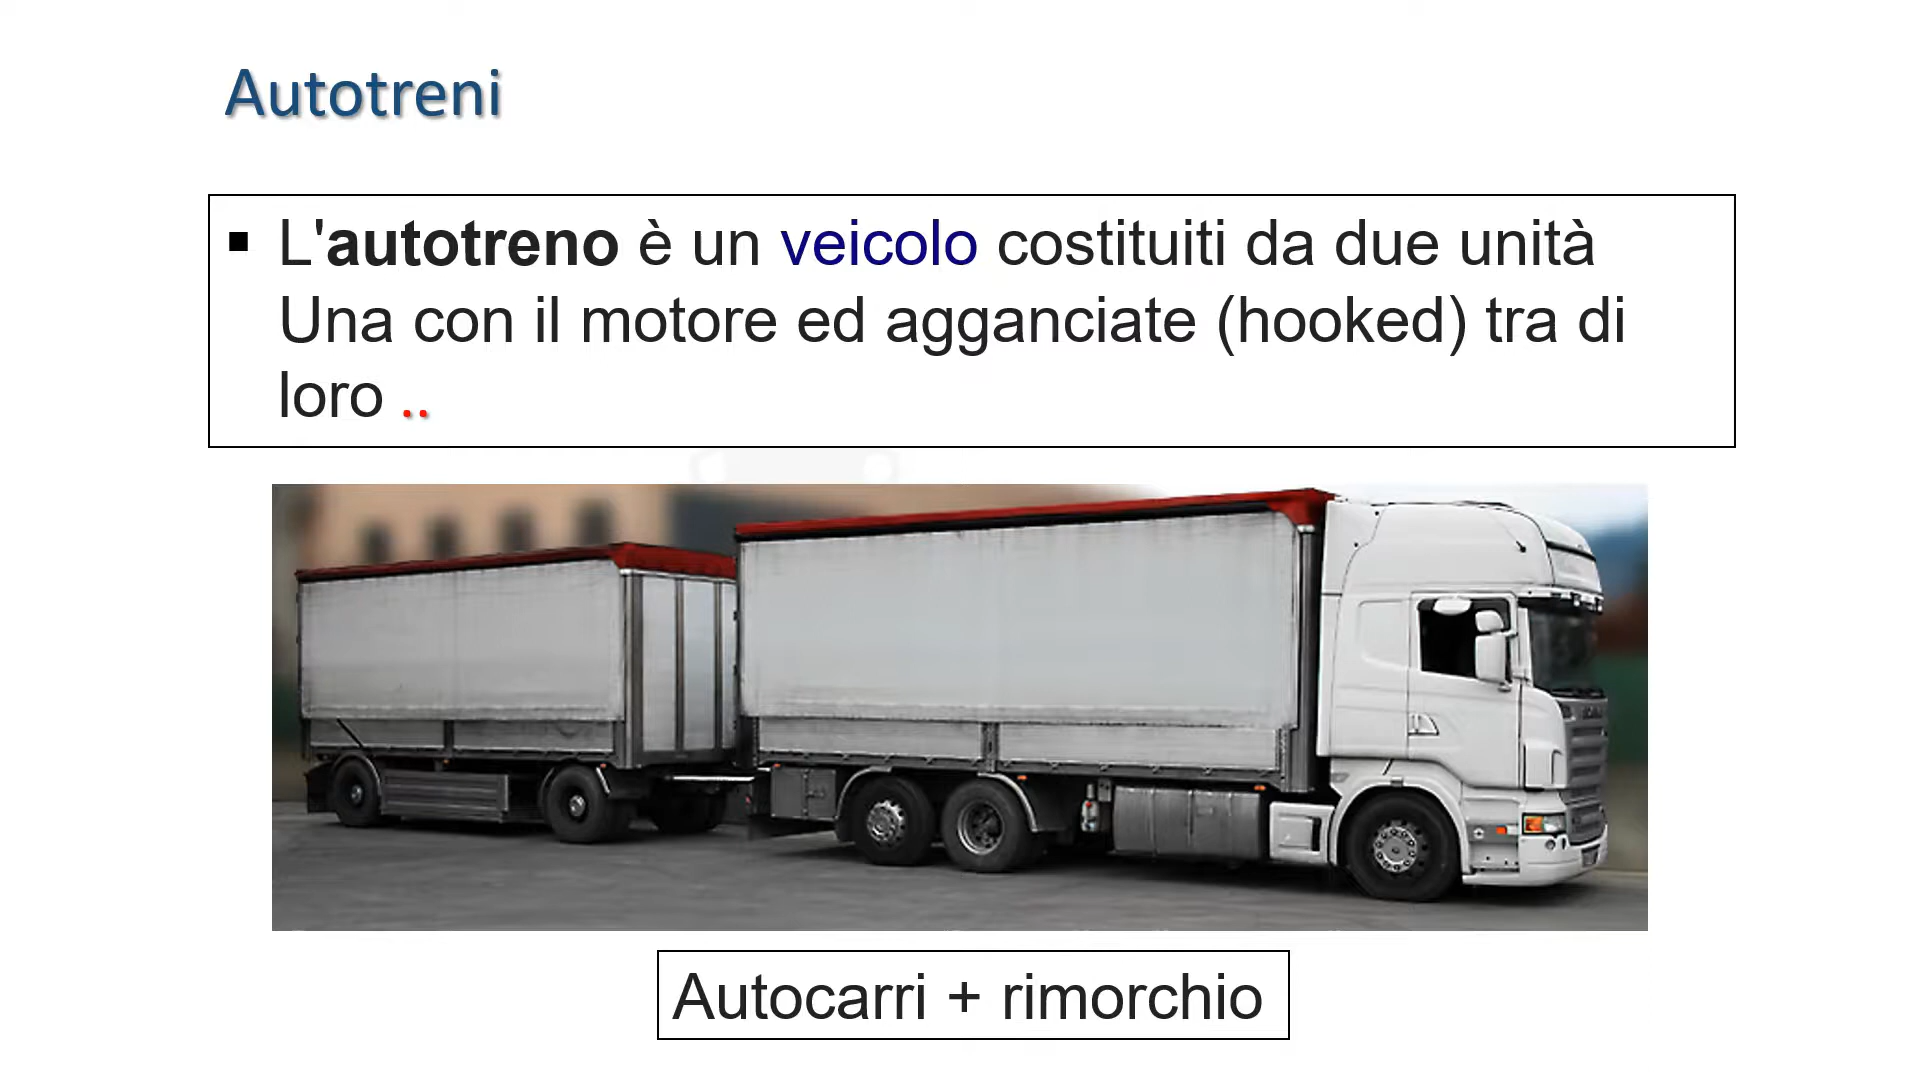 Autotreni
▪ L'autotreno è un veicolo costituiti da due unità
Una con il motore ed agganciate (hooked) tra di
loro ..
Autocarri + rimorchio